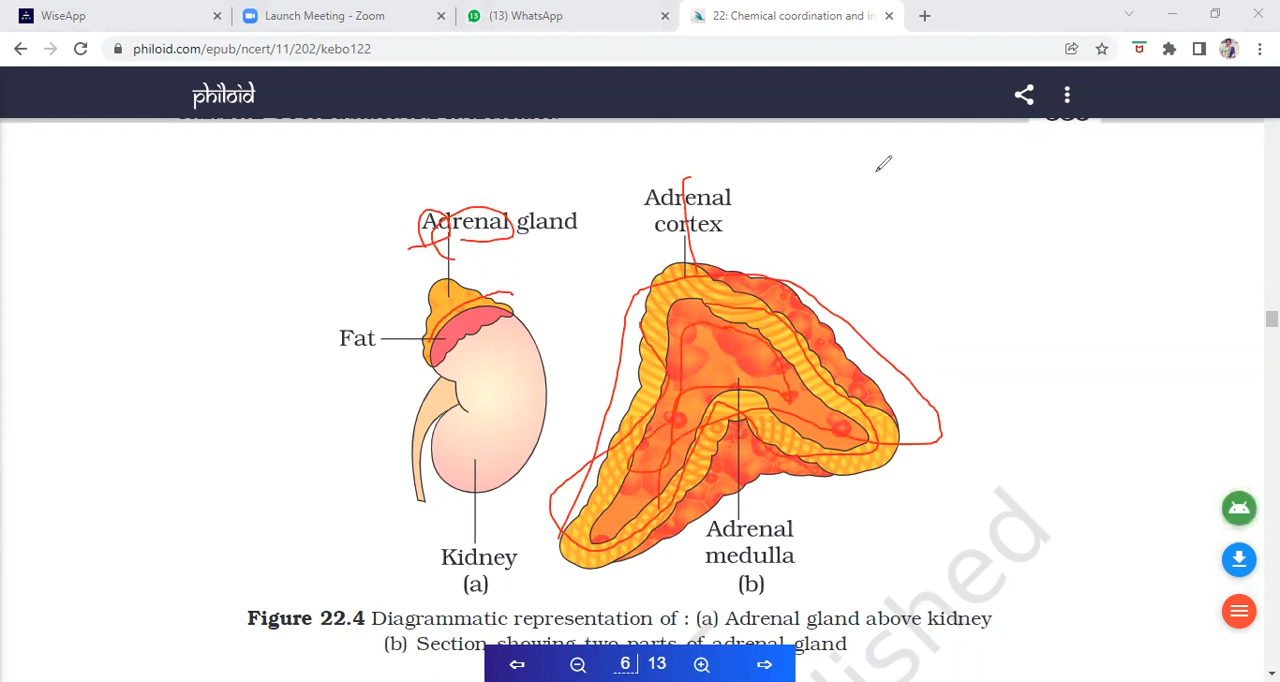 WiseApp
Launch Meeting - Zoom
(13) WhatsApp
22: Chemical coordination and in
philoid.com/epub/ncert/11/202/kebo122
philoid
Adrenal gland
Adrenal
cortex
Fat
Kidney
(a)
Adrenal
medulla
(b)
Figure 22.4 Diagrammatic representation of : (a) Adrenal gland above kidney
(b) Section showing two parts of adrenal gland
6 13